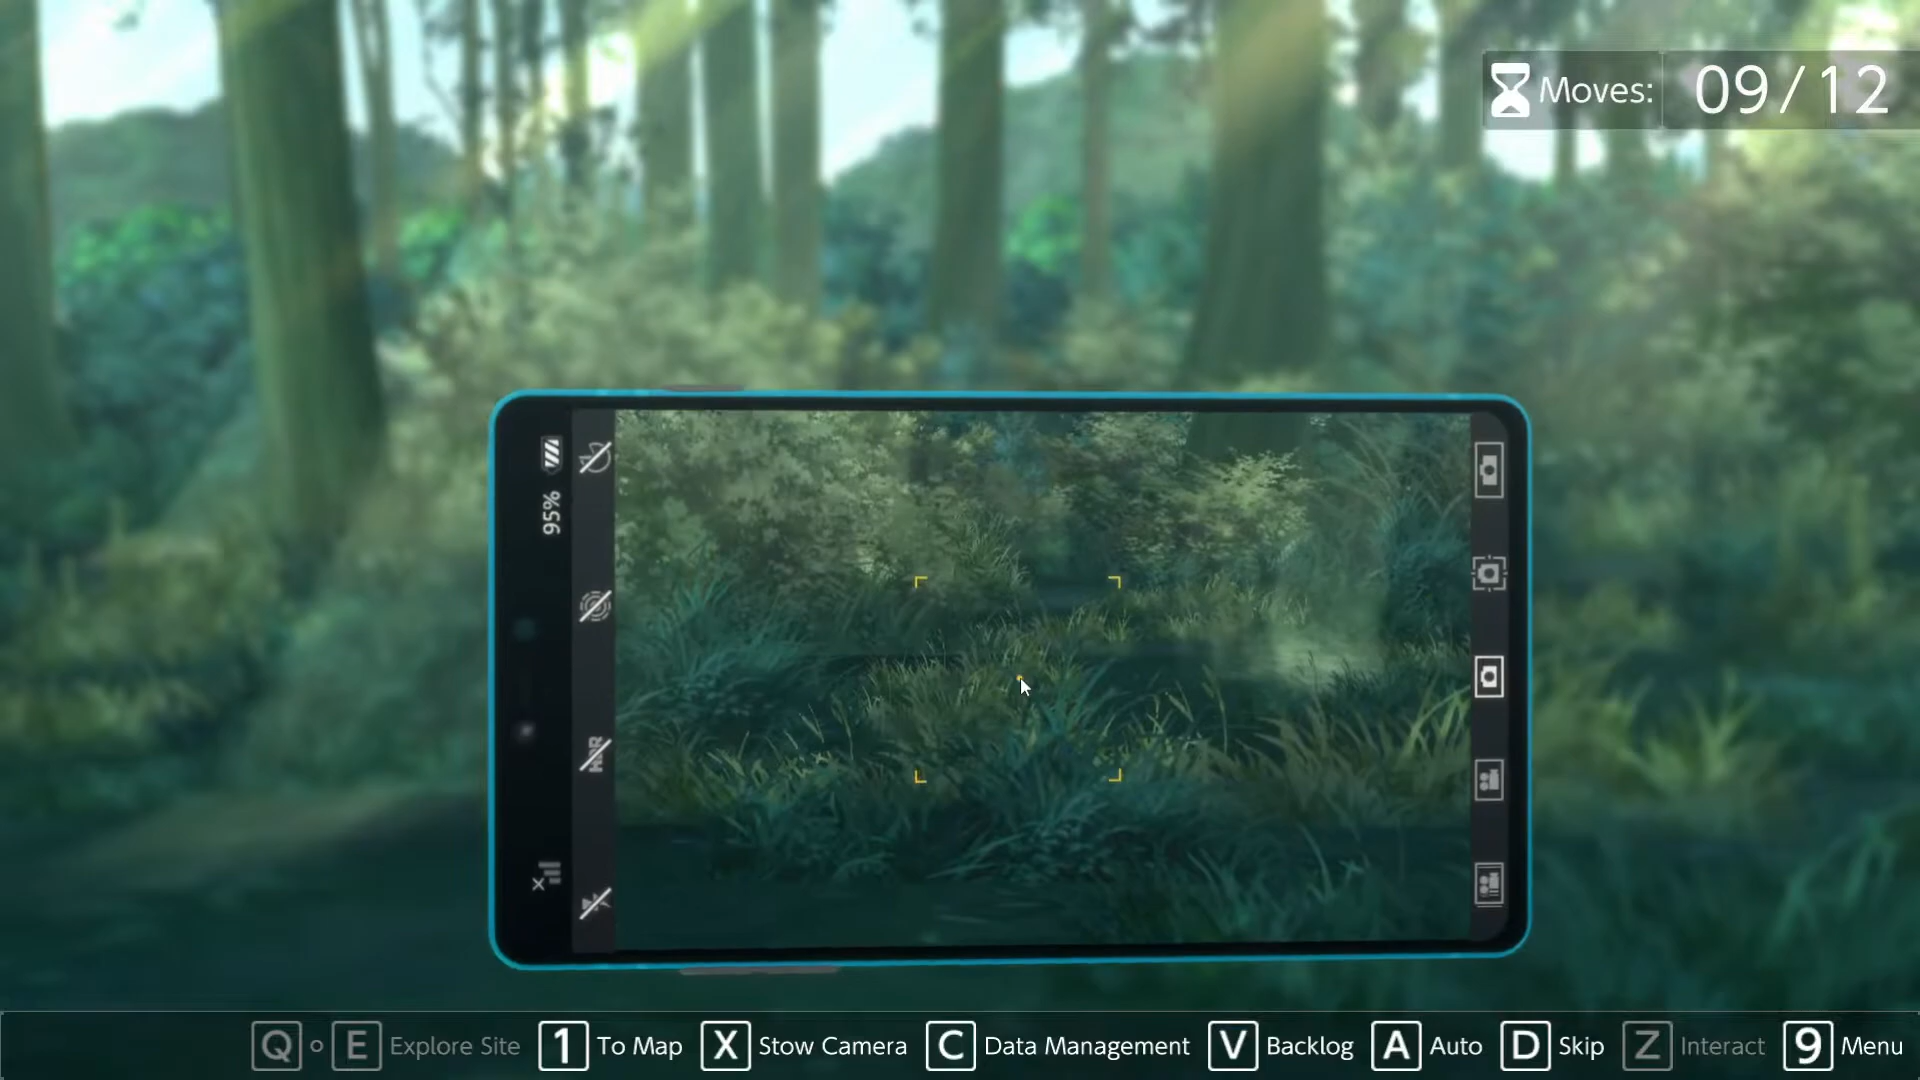 Moves: 09/12
95%
HDR
Q o E Explore Site 1 To Map X Stow Camera C Data Management V Backlog A Auto D Skip Z Interact 9 Menu